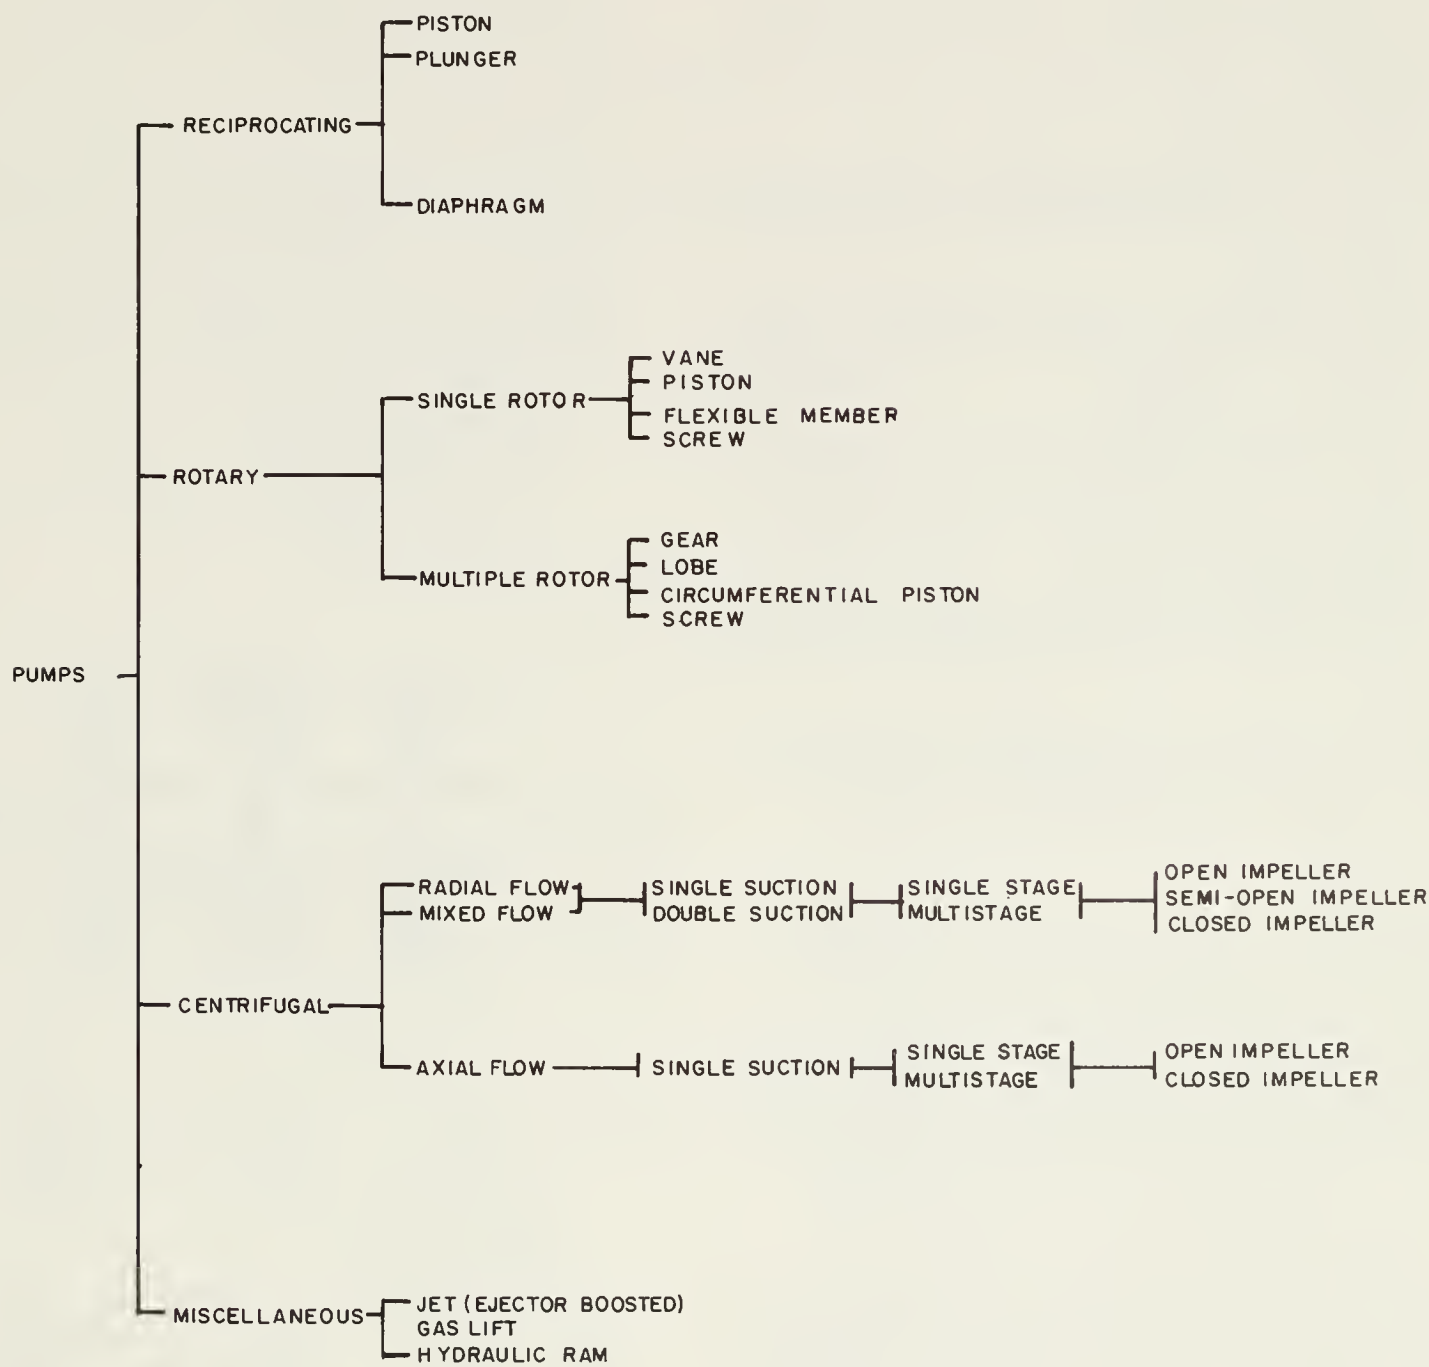 PISTON
PLUNGER
RECIPROCATING
DIAPHRAGM
VANE
PISTON
SINGLE ROTOR
FLEXIBLE MEMBER
SCREW
ROTARY
GEAR
LOBE
MULTIPLE ROTOR
CIRCUMFERENTIAL PISTON
SCREW
PUMPS
RADIAL FLOW
MIXED FLOW
SINGLE SUCTION
DOUBLE SUCTION
SINGLE STAGE
MULTISTAGE
OPEN IMPELLER
SEMI-OPEN IMPELLER
CLOSED IMPELLER
CENTRIFUGAL
AXIAL FLOW
SINGLE SUCTION
SINGLE STAGE
MULTISTAGE
OPEN IMPELLER
CLOSED IMPELLER
MISCELLANEOUS
JET (EJECTOR BOOSTED)
GAS LIFT
HYDRAULIC RAM